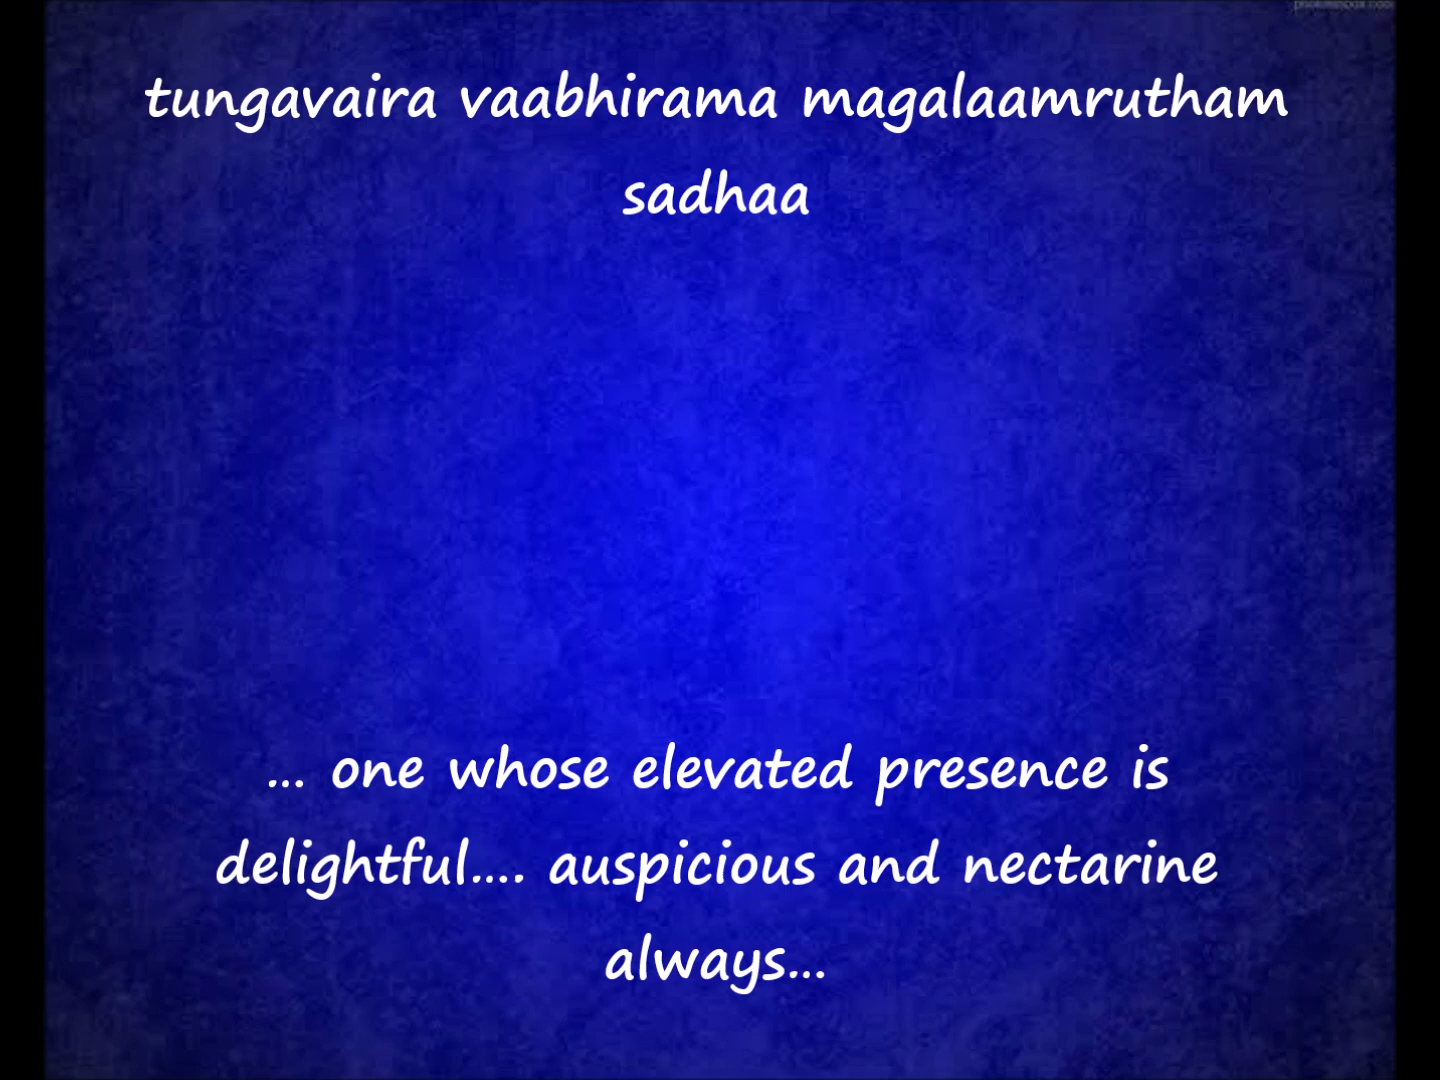 tungavaira vaabhirama magalaamrutham
sadhaa
... one whose elevated presence is
delightful.... auspicious and nectarine
always...